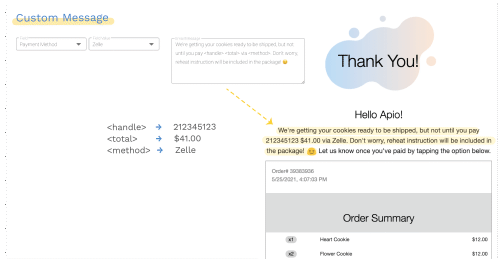 Custom Message
Payment Method
Zelle
We're getting your cookies ready to be shipped, but not
until you pay <handle> <total> via <method>. Don't worry,
reheat instruction will be included in the package! 😊
<handle> → 212345123
<total> → $41.00
<method> → Zelle
Thank You!
Hello Apio!
We're getting your cookies ready to be shipped, but not until you pay
212345123 $41.00 via Zelle. Don't worry, reheat instruction will be included in
the package! 😊 Let us know once you've paid by tapping the option below.
Order# 39383936
5/25/2021, 4:07:03 PM
Order Summary
x1 Heart Cookie $12.00
x2 Flower Cookie $12.00